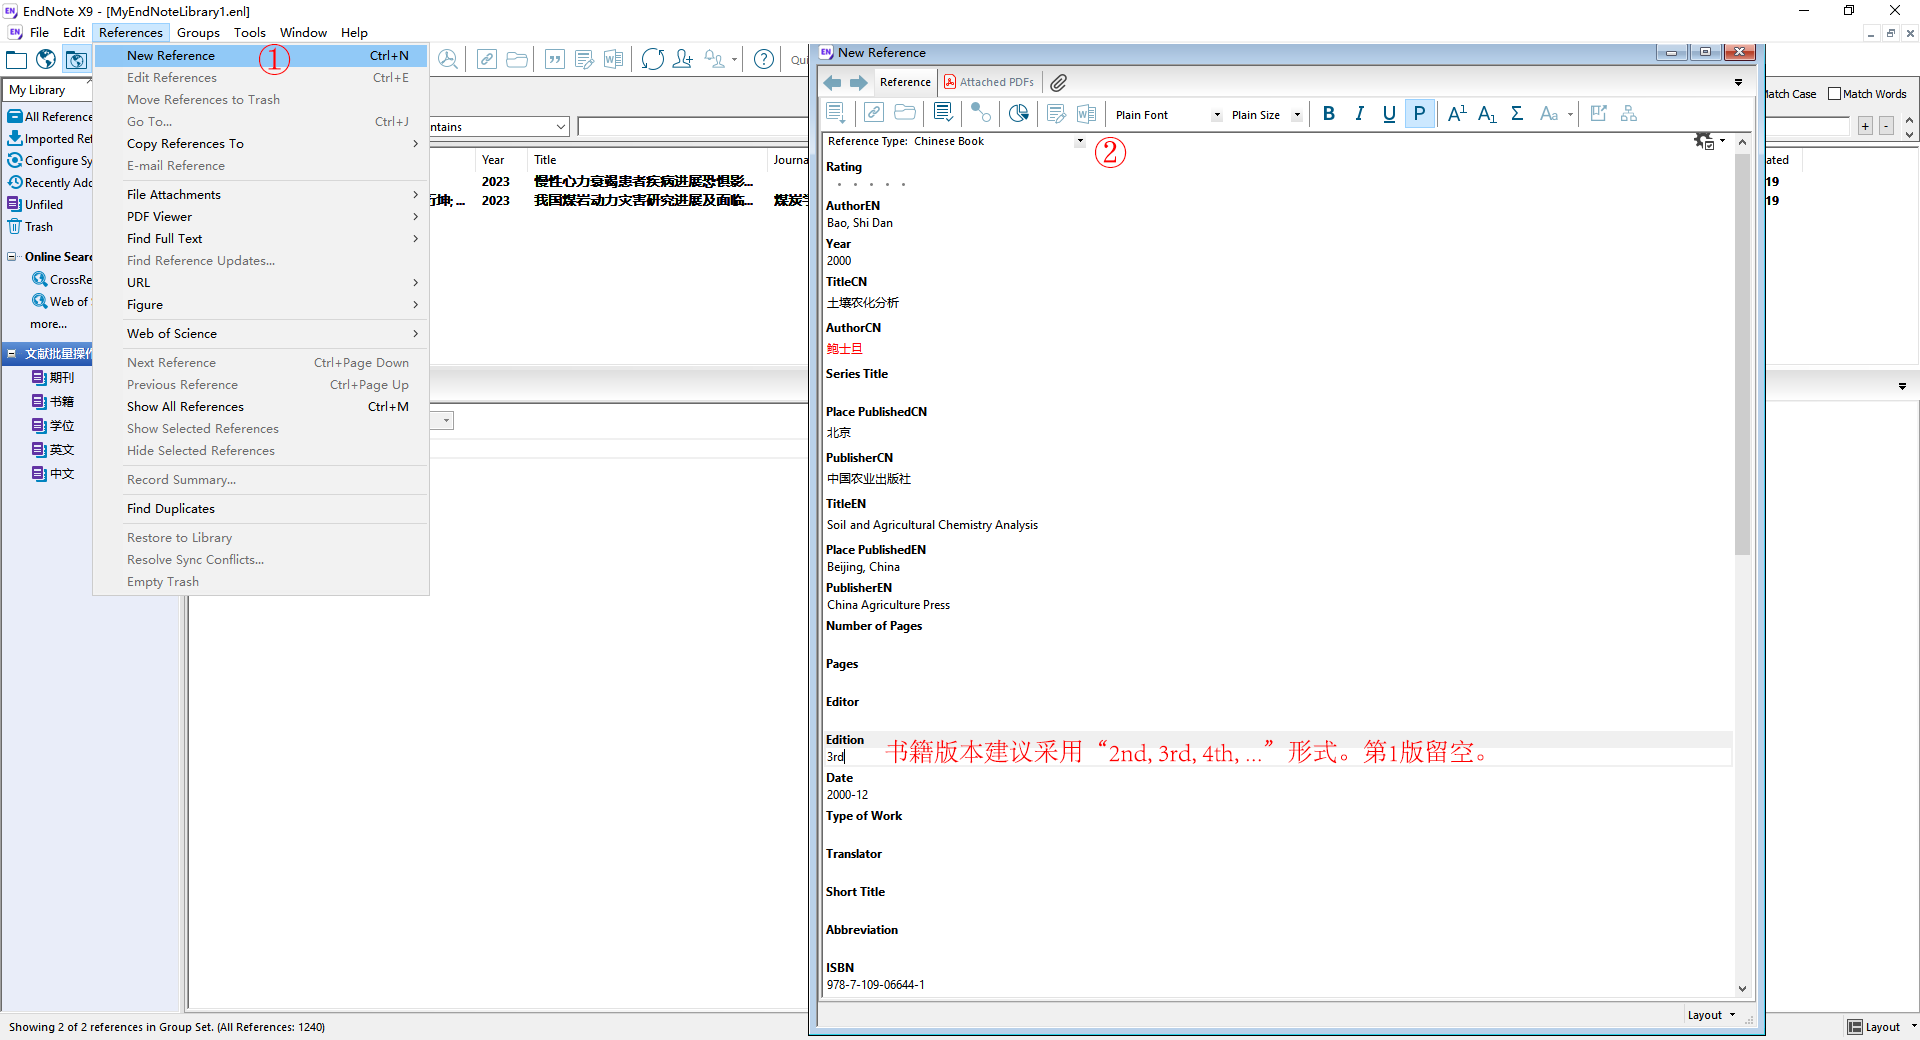 EndNote X9 - [MyEndNoteLibrary1.enl]
File Edit References Groups Tools Window Help
New Reference Ctrl+N
①
Edit References Ctrl+E
Move References to Trash
Go To... Ctrl+J
Copy References To
E-mail Reference
File Attachments
PDF Viewer
Find Full Text
Find Reference Updates...
URL
Figure
Web of Science
Next Reference Ctrl+Page Down
Previous Reference Ctrl+Page Up
Show All References Ctrl+M
Show Selected References
Hide Selected References
Record Summary...
Find Duplicates
Restore to Library
Resolve Sync Conflicts...
Empty Trash
My Library
All Reference
Imported Ref
Configure Sy
Recently Add
Unfiled
Trash
Online Searc
CrossRe
Web of
more...
文献批量操作
期刊
书籍
学位
英文
中文
Qui
ntains
Year Title Journa
2023 慢性心力衰竭患者疾病进展恐惧影...
坤; ... 2023 我国煤岩动力灾害研究进展及面临... 煤炭学
New Reference
Reference Attached PDFs
Plain Font Plain Size B I U P A¹ A₁ Σ Aa
Reference Type: Chinese Book
②
Rating
AuthorEN
Bao, Shi Dan
Year
2000
TitleCN
土壤农化分析
AuthorCN
鲍士旦
Series Title
Place PublishedCN
北京
PublisherCN
中国农业出版社
TitleEN
Soil and Agricultural Chemistry Analysis
Place PublishedEN
Beijing, China
PublisherEN
China Agriculture Press
Number of Pages
Pages
Editor
Edition
3rd
书籍版本建议采用“2nd, 3rd, 4th, ...”形式。第1版留空。
Date
2000-12
Type of Work
Translator
Short Title
Abbreviation
ISBN
978-7-109-06644-1
Layout
Match Case Match Words
+ -
ated
19
19
Showing 2 of 2 references in Group Set. (All References: 1240)
Layout